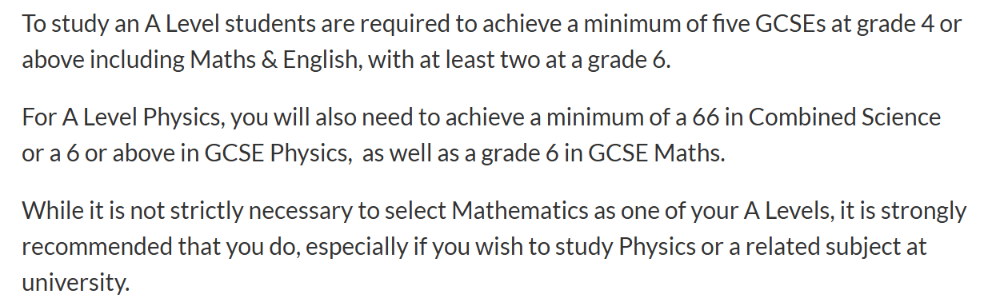 To study an A Level students are required to achieve a minimum of five GCSEs at grade 4 or
above including Maths & English, with at least two at a grade 6.
For A Level Physics, you will also need to achieve a minimum of a 66 in Combined Science
or a 6 or above in GCSE Physics,  as well as a grade 6 in GCSE Maths.
While it is not strictly necessary to select Mathematics as one of your A Levels, it is strongly
recommended that you do, especially if you wish to study Physics or a related subject at
university.